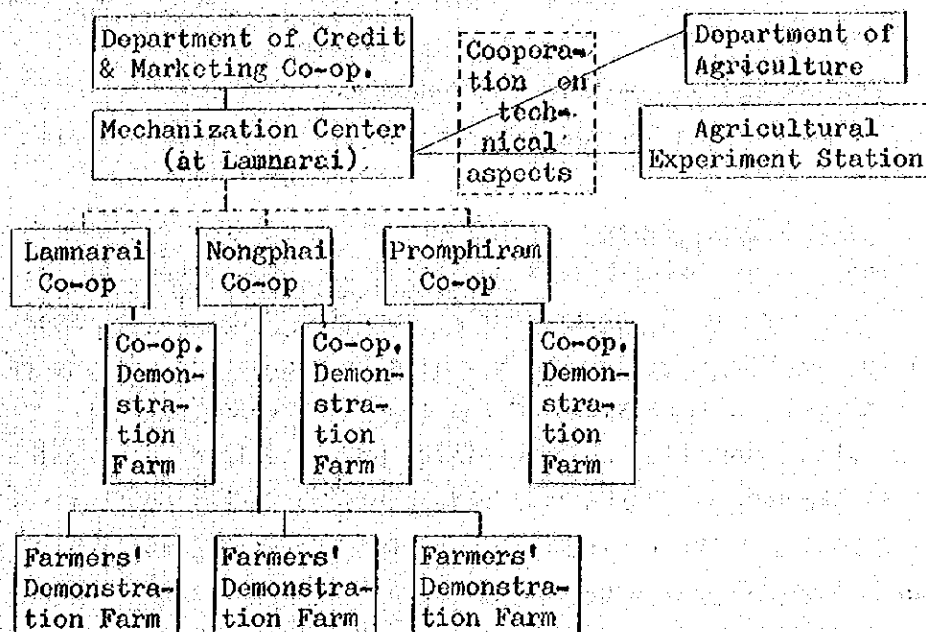 Department of Credit
& Marketing Co-op.
Coopera-
tion on
tech-
nical
aspects
Department of
Agriculture
Mechanization Center
(at Lamnarai)
Agricultural
Experiment Station
Lamnarai
Co-op
Nongphai
Co-op
Promphiram
Co-op
Co-op.
Demon-
stra-
tion
Farm
Co-op.
Demon-
stra-
tion
Farm
Co-op.
Demon-
stra-
tion
Farm
Farmers'
Demonstra-
tion Farm
Farmers'
Demonstra-
tion Farm
Farmers'
Demonstra-
tion Farm